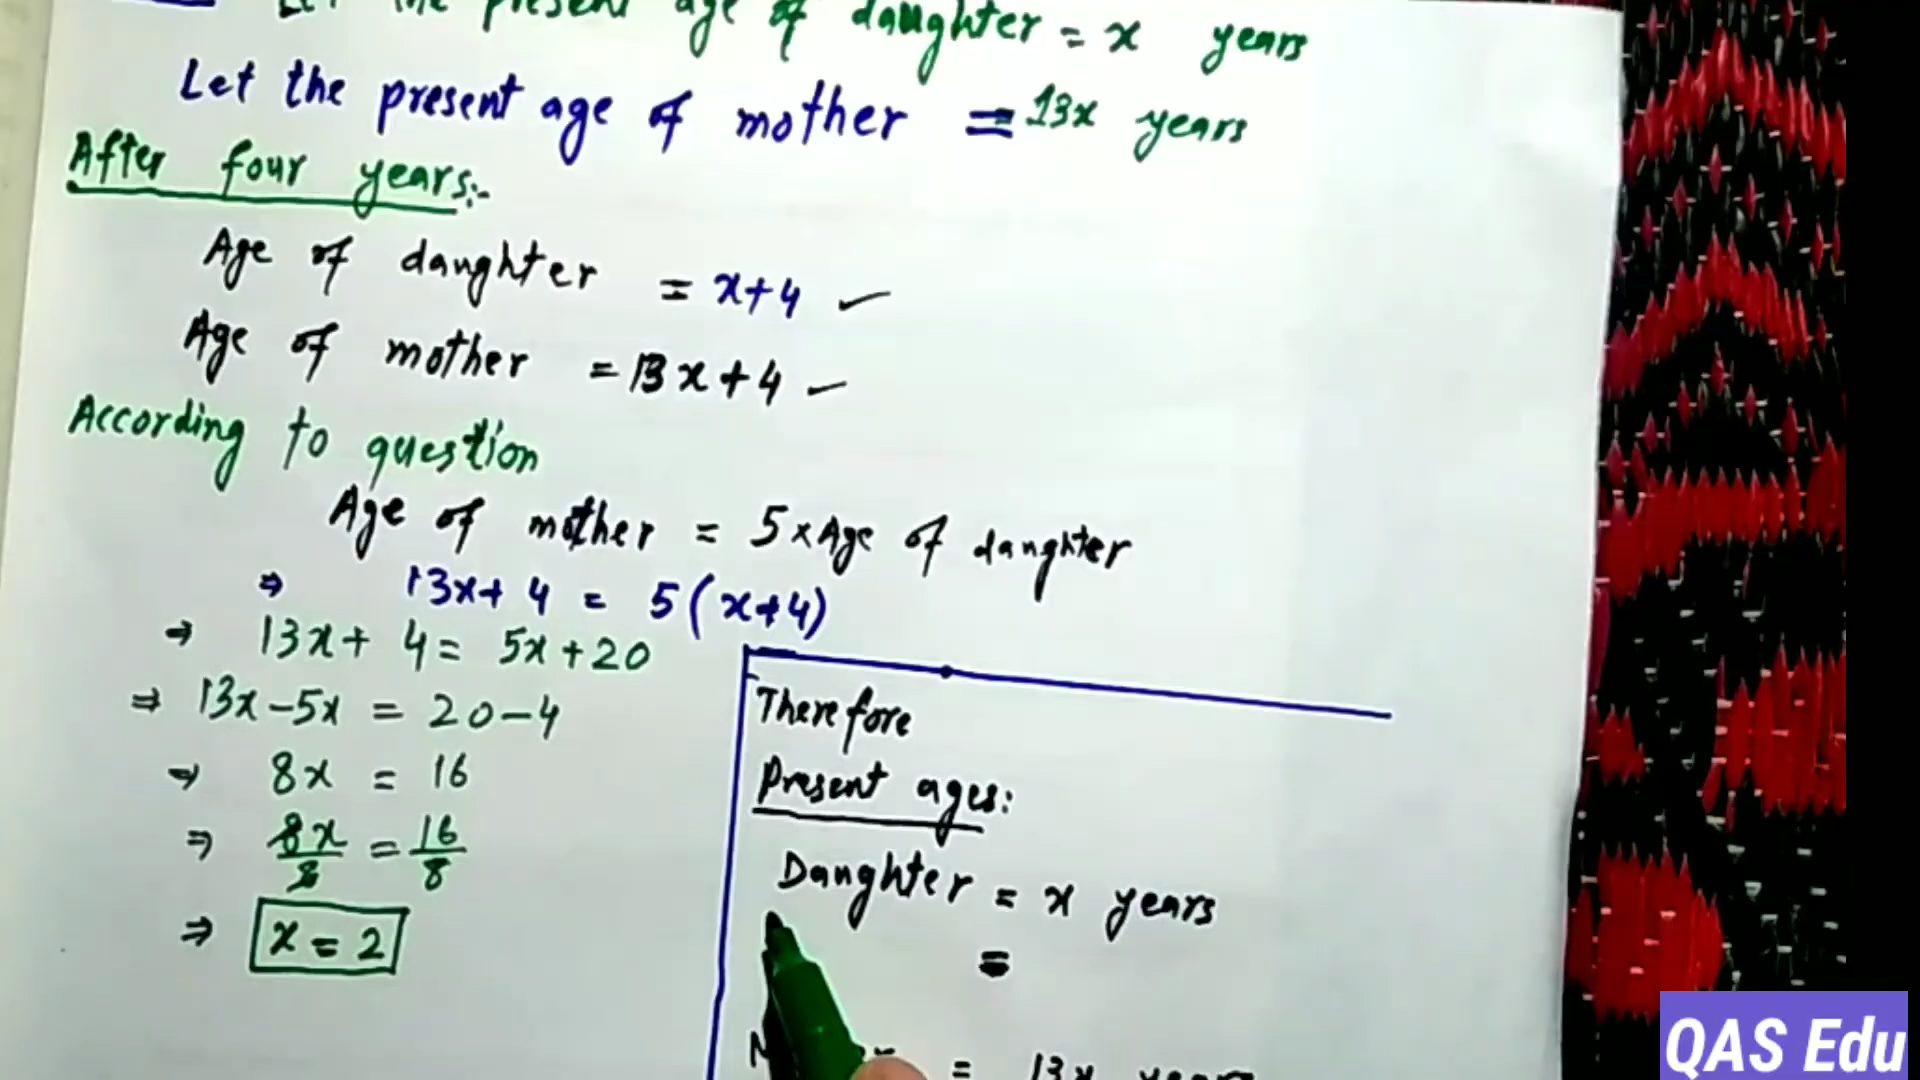 Let the present age of daughter = x years
Let the present age of mother = 13x years
After four years:-
Age of daughter = x+4
Age of mother = 13x+4
According to question
Age of mother = 5×Age of daughter
⇒ 13x+4 = 5(x+4)
⇒ 13x+4 = 5x+20
⇒ 13x-5x = 20-4
⇒ 8x = 16
⇒ 8x/8 = 16/8
⇒ x = 2
Therefore
Present ages:
Daughter = x years
=
= 13x years
QAS Edu